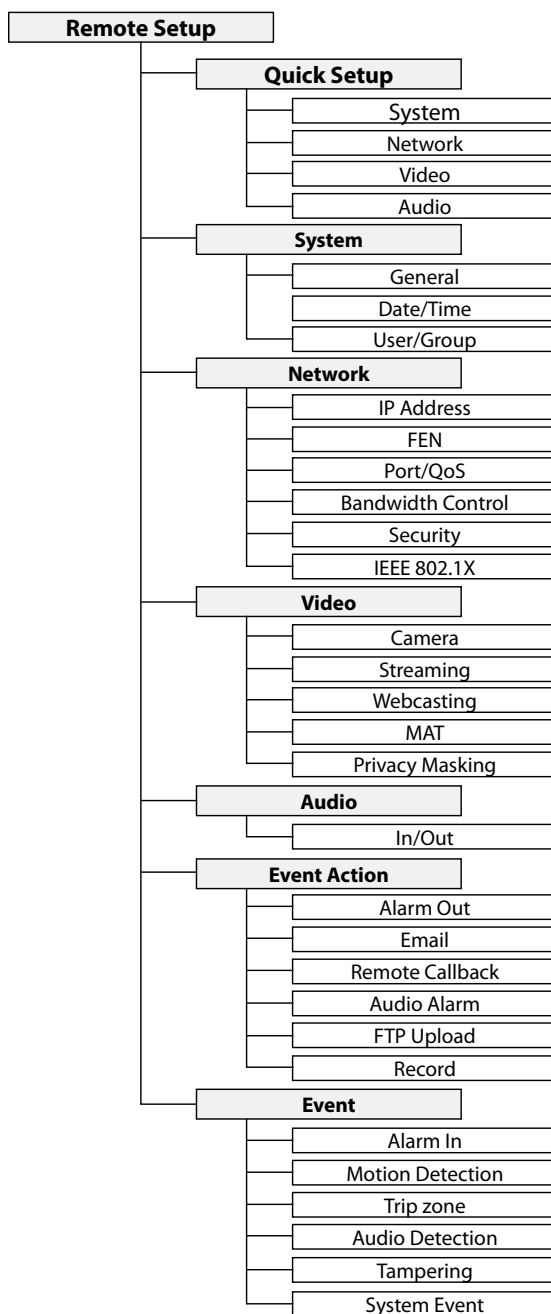 Remote Setup
Quick Setup
System
Network
Video
Audio
System
General
Date/Time
User/Group
Network
IP Address
FEN
Port/QoS
Bandwidth Control
Security
IEEE 802.1X
Video
Camera
Streaming
Webcasting
MAT
Privacy Masking
Audio
In/Out
Event Action
Alarm Out
Email
Remote Callback
Audio Alarm
FTP Upload
Record
Event
Alarm In
Motion Detection
Trip zone
Audio Detection
Tampering
System Event